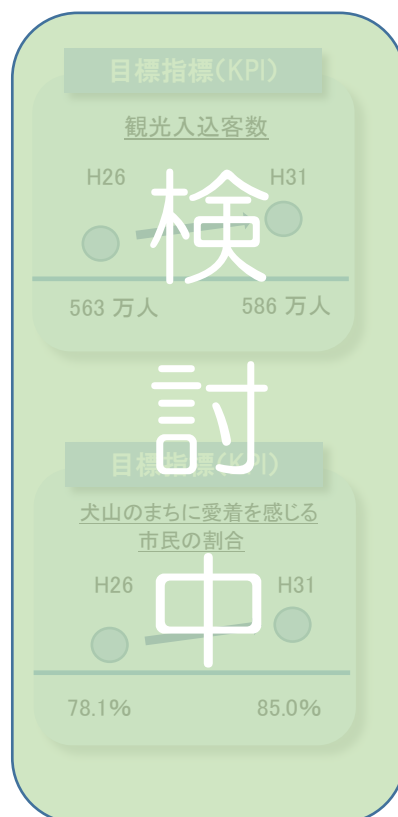 目標指標(KPI)
観光入込客数
H26 H31
563 万人 586 万人
検討中
目標指標(KPI)
犬山のまちに愛着を感じる
市民の割合
H26 H31
78.1% 85.0%